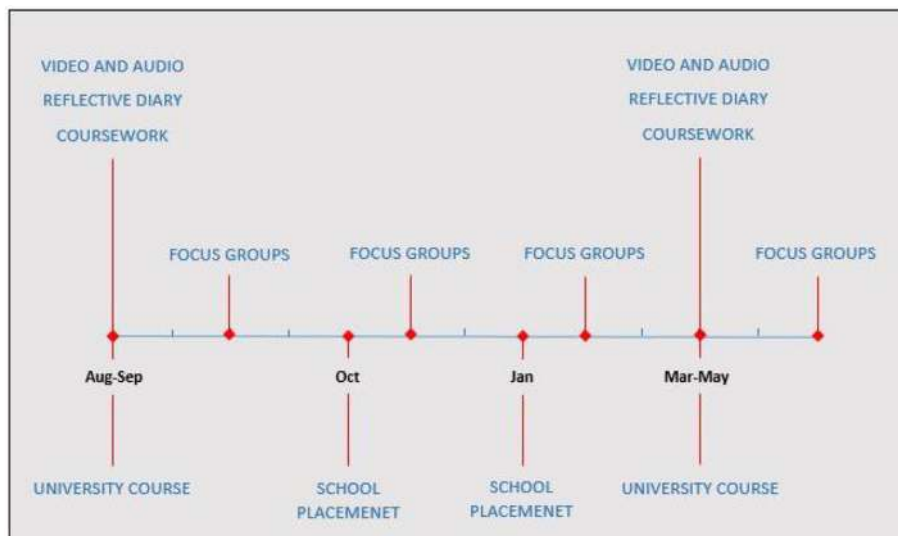 VIDEO AND AUDIO
REFLECTIVE DIARY
COURSEWORK
VIDEO AND AUDIO
REFLECTIVE DIARY
COURSEWORK
FOCUS GROUPS
FOCUS GROUPS
FOCUS GROUPS
FOCUS GROUPS
Aug-Sep
Oct
Jan
Mar-May
UNIVERSITY COURSE
SCHOOL
PLACEMENET
SCHOOL
PLACEMENET
UNIVERSITY COURSE